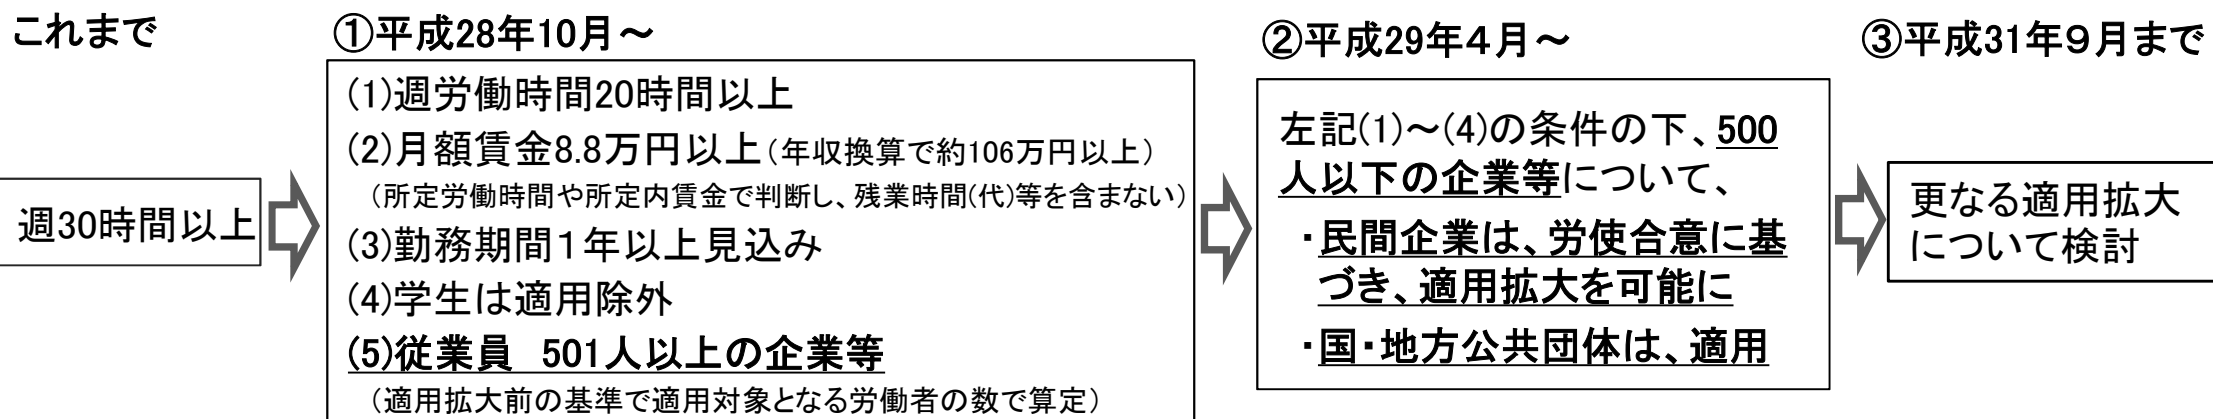 これまで
週30時間以上
①平成28年10月～
(1)週労働時間20時間以上
(2)月額賃金8.8万円以上（年収換算で約106万円以上）
（所定労働時間や所定内賃金で判断し、残業時間(代)等を含まない）
(3)勤務期間１年以上見込み
(4)学生は適用除外
(5)従業員　501人以上の企業等
（適用拡大前の基準で適用対象となる労働者の数で算定）
②平成29年４月～
左記(1)～(4)の条件の下、500
人以下の企業等について、
・民間企業は、労使合意に基
づき、適用拡大を可能に
・国・地方公共団体は、適用
③平成31年９月まで
更なる適用拡大
について検討